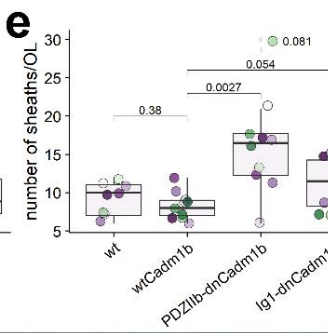 e
number of sheaths/OL
30
25
20
15
10
5
0.081
0.054
0.0027
0.38
wt
wtCadm1b
PDZIIb-dnCadm1b
Ig1-dnCadm1